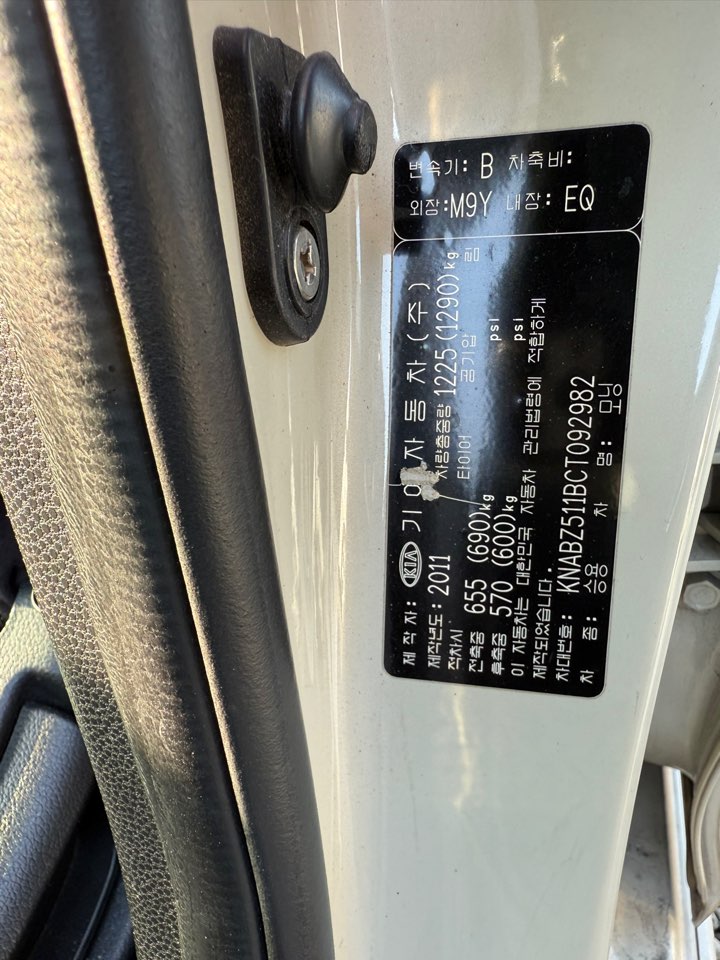 변속기: B 차축비:
외장:M9Y 내장: EQ
제 작 자: KIA 기아자동차(주)
제작년도: 2011 차량총중량 1225(1290)kg
적차시 타이어 공기압 림
전축중 655 (690)kg psi
후축중 570 (600)kg psi
이 자동차는 대한민국 자동차 관리법령에 적합하게
제작되었습니다.
차대번호: KNABZ511BCT092982
차 종: 승용 차 명: 모닝